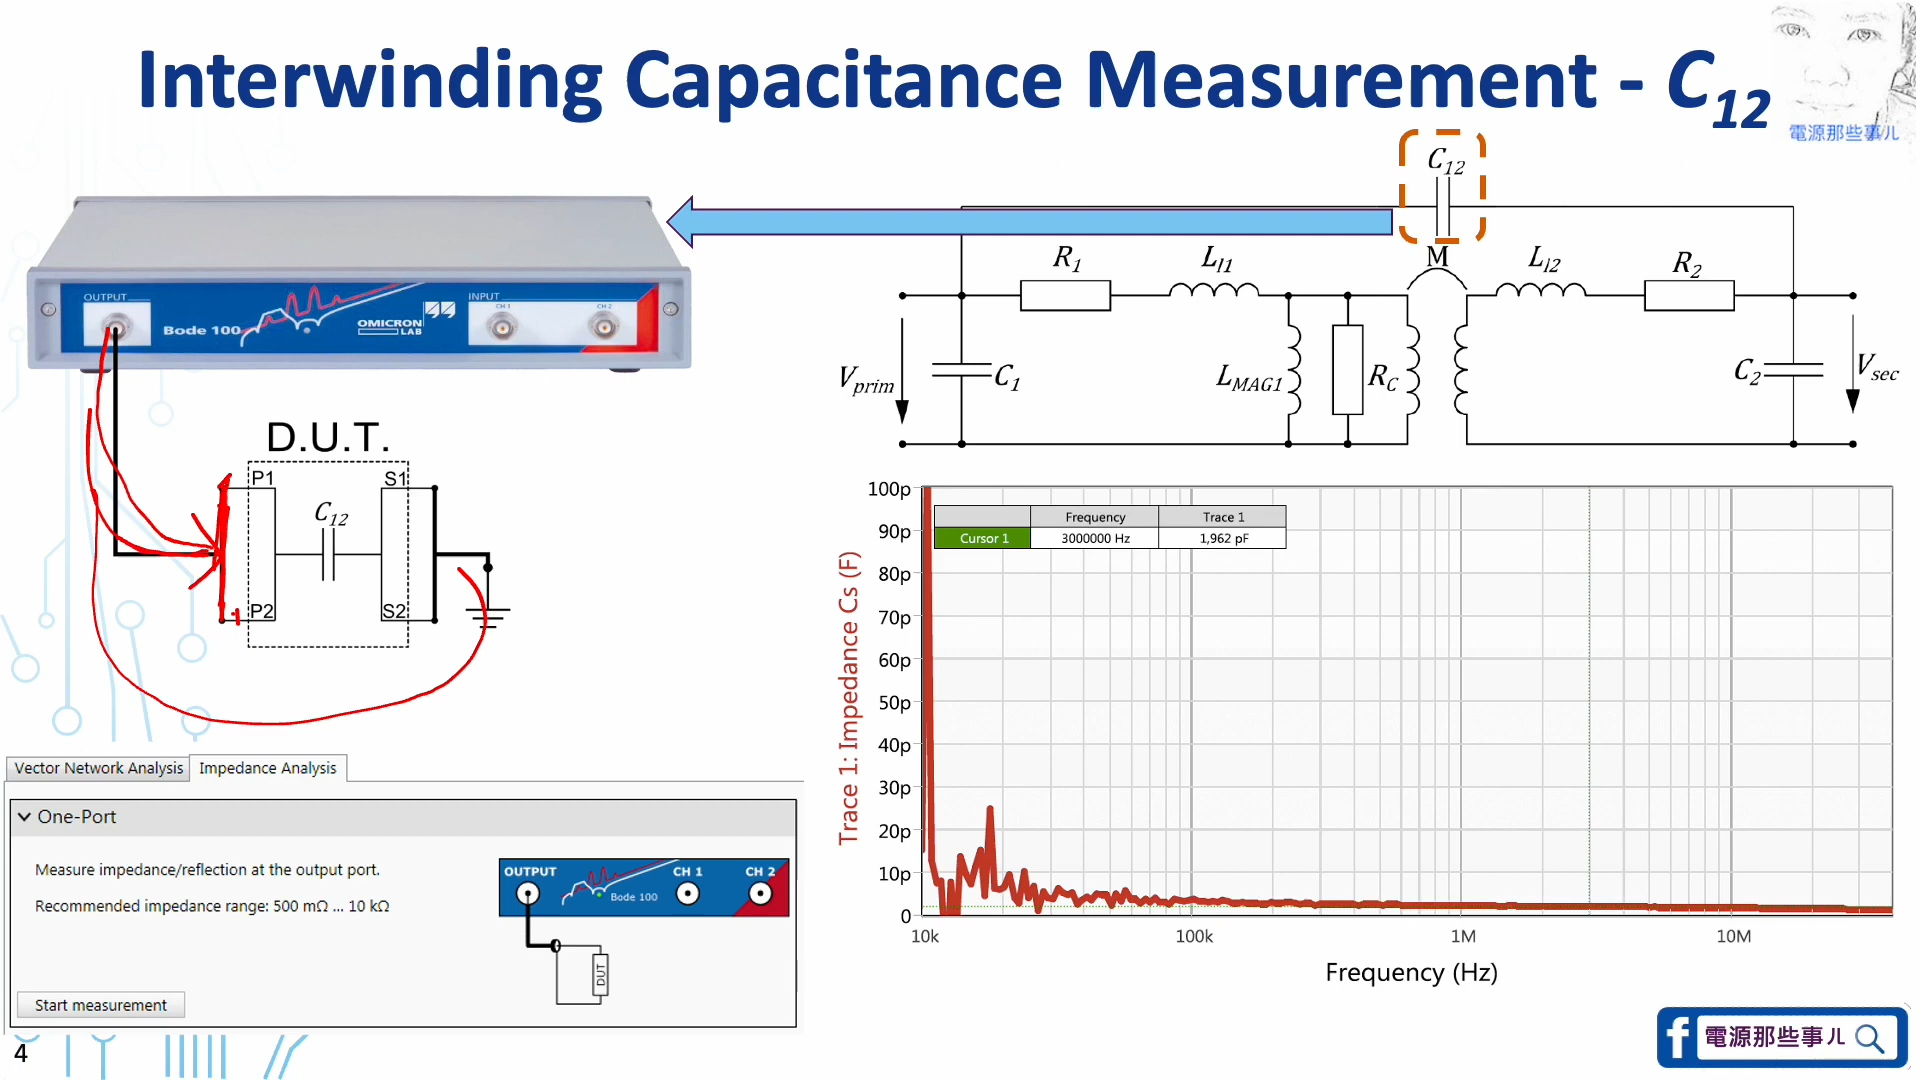 Interwinding Capacitance Measurement - C12
電源那些事儿
C12
OUTPUT
INPUT
CH 1
CH 2
Bode 100
OMICRON
LAB
R1
Ll1
M
Ll2
R2
Vprim
C1
LMAG1
RC
C2
Vsec
D.U.T.
P1
S1
C12
P2
S2
100p
90p
80p
70p
60p
50p
40p
30p
20p
10p
0
Trace 1: Impedance Cs (F)
Frequency
Trace 1
Cursor 1
3000000 Hz
1,962 pF
10k
100k
1M
10M
Frequency (Hz)
Vector Network Analysis
Impedance Analysis
One-Port
Measure impedance/reflection at the output port.
Recommended impedance range: 500 mΩ ... 10 kΩ
OUTPUT
CH 1
CH 2
Bode 100
DUT
Start measurement
4
f 電源那些事儿